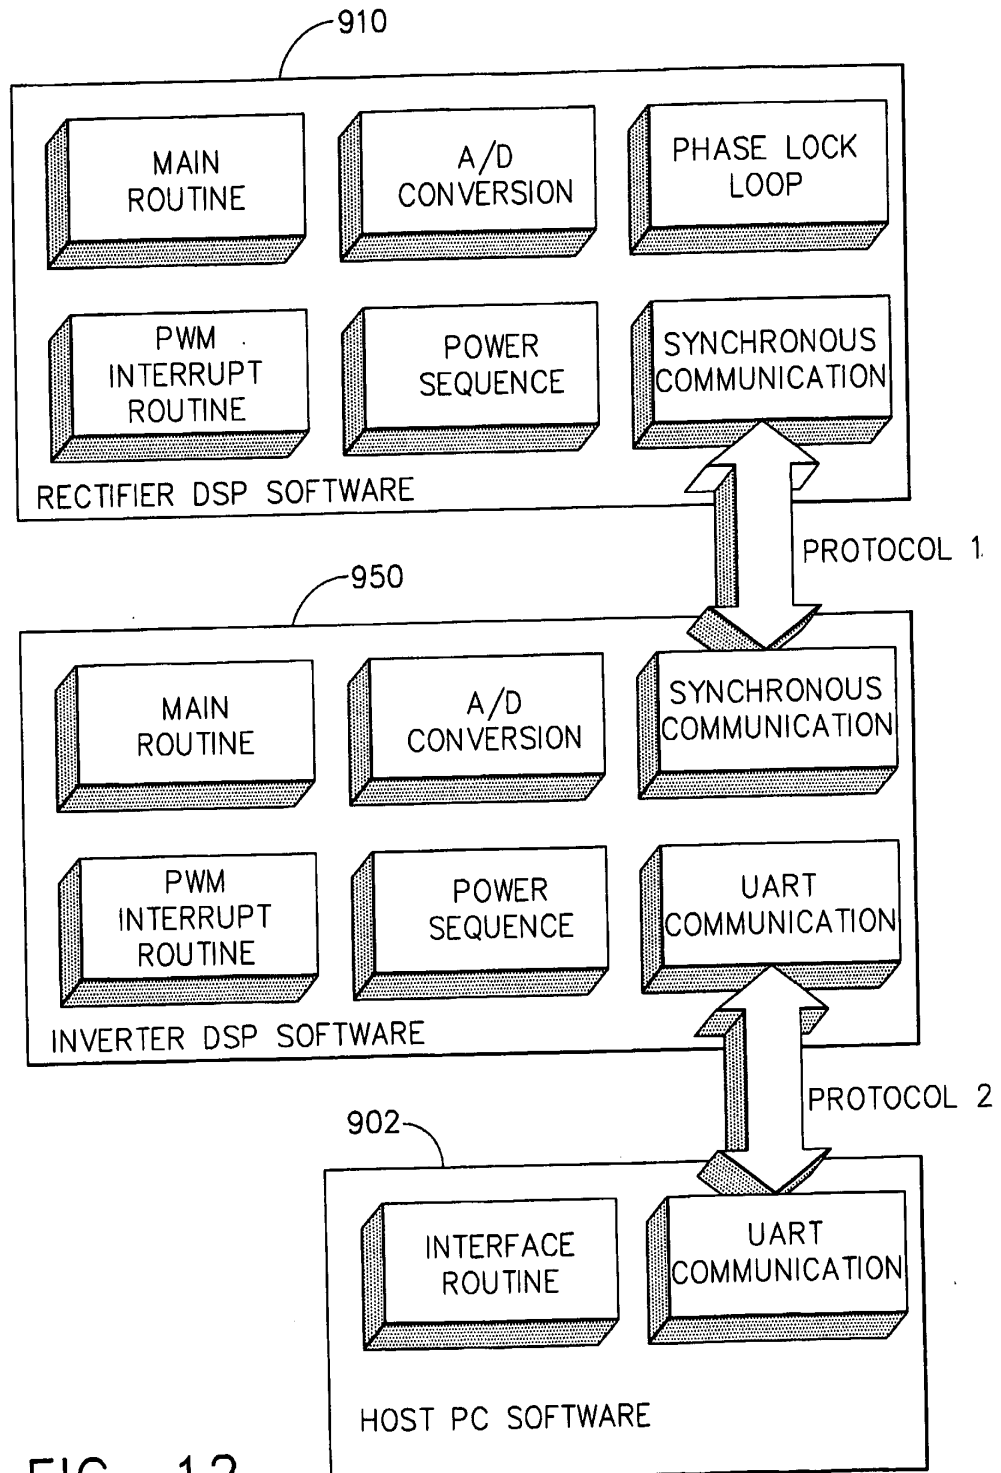 910
MAIN
ROUTINE
A/D
CONVERSION
PHASE LOCK
LOOP
PWM
INTERRUPT
ROUTINE
POWER
SEQUENCE
SYNCHRONOUS
COMMUNICATION
RECTIFIER DSP SOFTWARE
PROTOCOL 1
950
MAIN
ROUTINE
A/D
CONVERSION
SYNCHRONOUS
COMMUNICATION
PWM
INTERRUPT
ROUTINE
POWER
SEQUENCE
UART
COMMUNICATION
INVERTER DSP SOFTWARE
PROTOCOL 2
902
INTERFACE
ROUTINE
UART
COMMUNICATION
HOST PC SOFTWARE